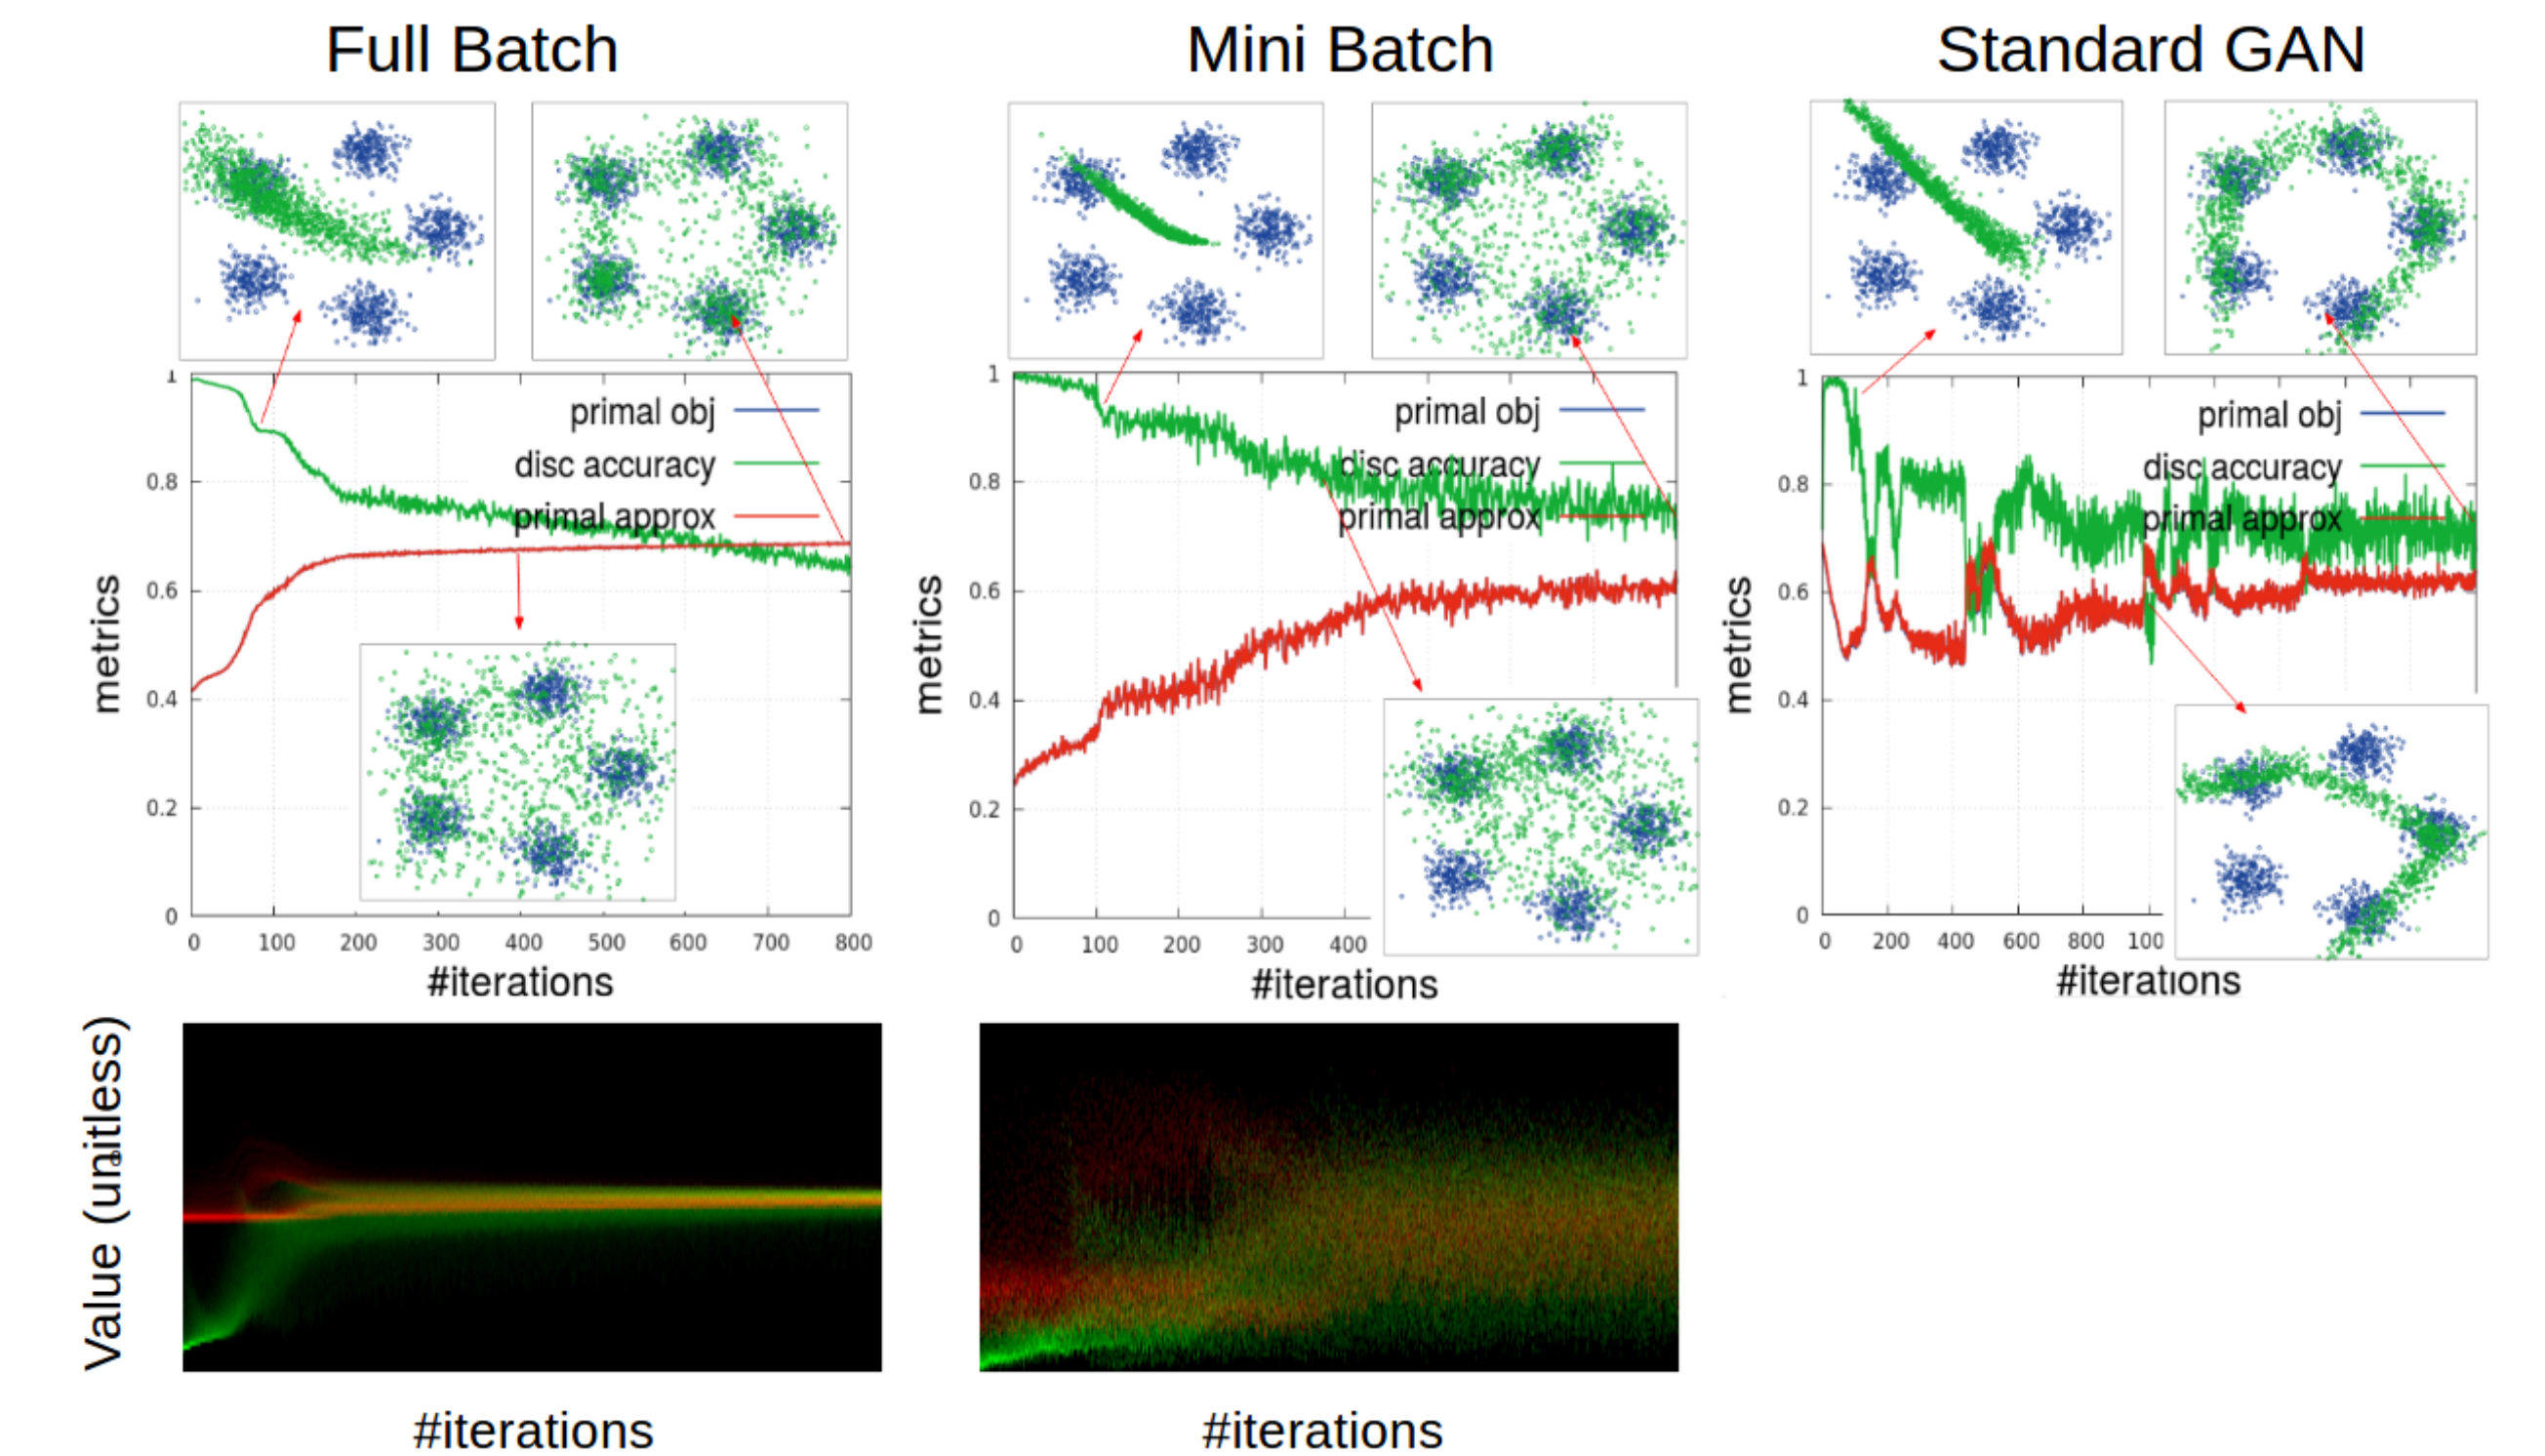 Full Batch
Mini Batch
Standard GAN
primal obj
disc accuracy
primal approx
metrics
1
0.8
0.6
0.4
0.2
0
0 100 200 300 400 500 600 700 800
#iterations
primal obj
disc accuracy
primal approx
metrics
1
0.8
0.6
0.4
0.2
0
0 100 200 300 400
#iterations
primal obj
disc accuracy
primal approx
metrics
1
0.8
0.6
0.4
0.2
0
0 200 400 600 800 100
#iterations
Value (unitless)
#iterations
#iterations